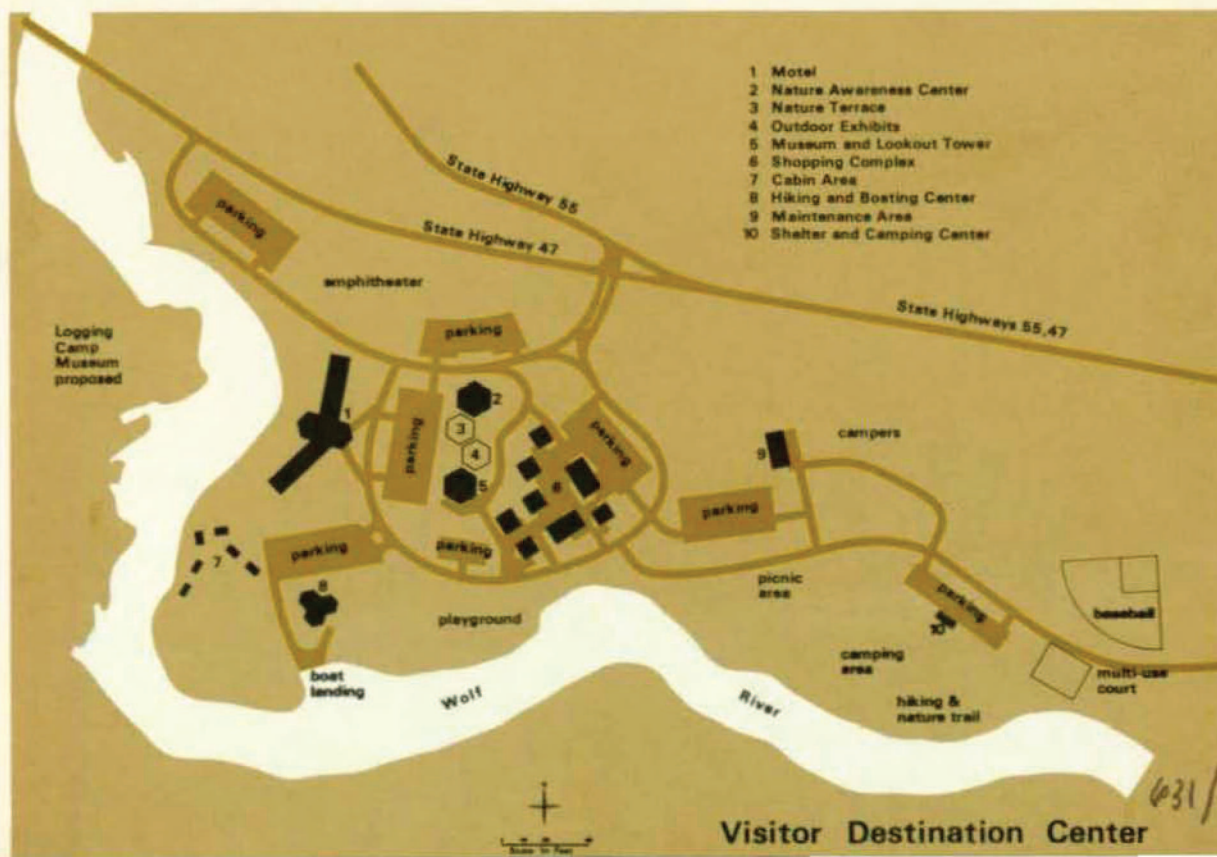 1 Motel
2 Nature Awareness Center
3 Nature Terrace
4 Outdoor Exhibits
5 Museum and Lookout Tower
6 Shopping Complex
7 Cabin Area
8 Hiking and Boating Center
9 Maintenance Area
10 Shelter and Camping Center
State Highway 55
parking
State Highway 47
amphitheater
State Highways 55,47
Logging
Camp
Museum
proposed
parking
2
1
3
parking
4
parking
campers
9
5
6
parking
parking
parking
7
8
picnic
area
parking
baseball
playground
10
camping
area
multi-use
court
boat
landing
Wolf
River
hiking &
nature trail
631/
Scale in Feet
Visitor Destination Center